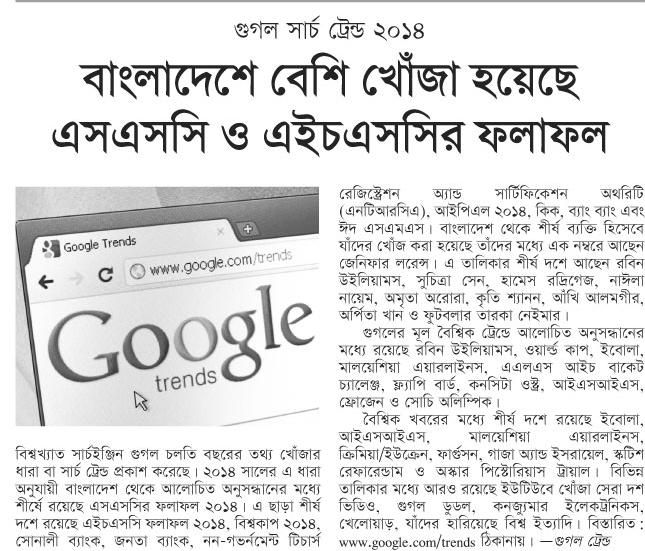 গুগল সার্চ ট্রেন্ড ২০১৪
বাংলাদেশে বেশি খোঁজা হয়েছে
এসএসসি ও এইচএসসির ফলাফল
Google Trends
www.google.com/trends
Google
trends
বিশ্বখ্যাত সার্চইঞ্জিন গুগল চলতি বছরের তথ্য খোঁজার
ধারা বা সার্চ ট্রেন্ড প্রকাশ করেছে। ২০১৪ সালের এ ধারা
অনুযায়ী বাংলাদেশ থেকে আলোচিত অনুসন্ধানের মধ্যে
শীর্ষে রয়েছে এসএসসির ফলাফল ২০১৪। এ ছাড়া শীর্ষ
দশে রয়েছে এইচএসসি ফলাফল ২০১৪, বিশ্বকাপ ২০১৪,
সোনালী ব্যাংক, জনতা ব্যাংক, নন-গভর্নমেন্ট টিচার্স
রেজিস্ট্রেশন অ্যান্ড সার্টিফিকেশন অথরিটি
(এনটিআরসিএ), আইপিএল ২০১৪, কিক, ব্যাং ব্যাং এবং
ঈদ এসএমএস। বাংলাদেশ থেকে শীর্ষ ব্যক্তি হিসেবে
যাঁদের খোঁজ করা হয়েছে তাঁদের মধ্যে এক নম্বরে আছেন
জেনিফার লরেন্স। এ তালিকার শীর্ষ দশে আছেন রবিন
উইলিয়ামস, সুচিত্রা সেন, হামেস রদ্রিগেজ, নাঈলা
নায়েম, অমৃতা অরোরা, কৃতি শ্যানন, আঁখি আলমগীর,
অর্পিতা খান ও ফুটবলার তারকা নেইমার।
গুগলের মূল বৈশ্বিক ট্রেন্ডে আলোচিত অনুসন্ধানের
মধ্যে রয়েছে রবিন উইলিয়ামস, ওয়ার্ল্ড কাপ, ইবোলা,
মালয়েশিয়া এয়ারলাইনস, এএলএস আইচ বাকেট
চ্যালেঞ্জ, ফ্ল্যাপি বার্ড, কনসিটা ওর্স্ট, আইএসআইএস,
ফ্রোজেন ও সোচি অলিম্পিক।
বৈশ্বিক খবরের মধ্যে শীর্ষ দশে রয়েছে ইবোলা,
আইএসআইএস, মালয়েশিয়া এয়ারলাইনস,
ক্রিমিয়া/ইউক্রেন, ফার্গুসন, গাজা অ্যান্ড ইসরায়েল, স্কটিশ
রেফারেন্ডাম ও অস্কার পিস্টোরিয়াস ট্রায়াল। বিভিন্ন
তালিকার মধ্যে আরও রয়েছে ইউটিউবে খোঁজা সেরা দশ
ভিডিও, গুগল ডুডল, কনজ্যুমার ইলেকট্রনিকস,
খেলোয়াড়, যাঁদের হারিয়েছে বিশ্ব ইত্যাদি। বিস্তারিত :
www.google.com/trends ঠিকানায়। —গুগল ট্রেন্ড